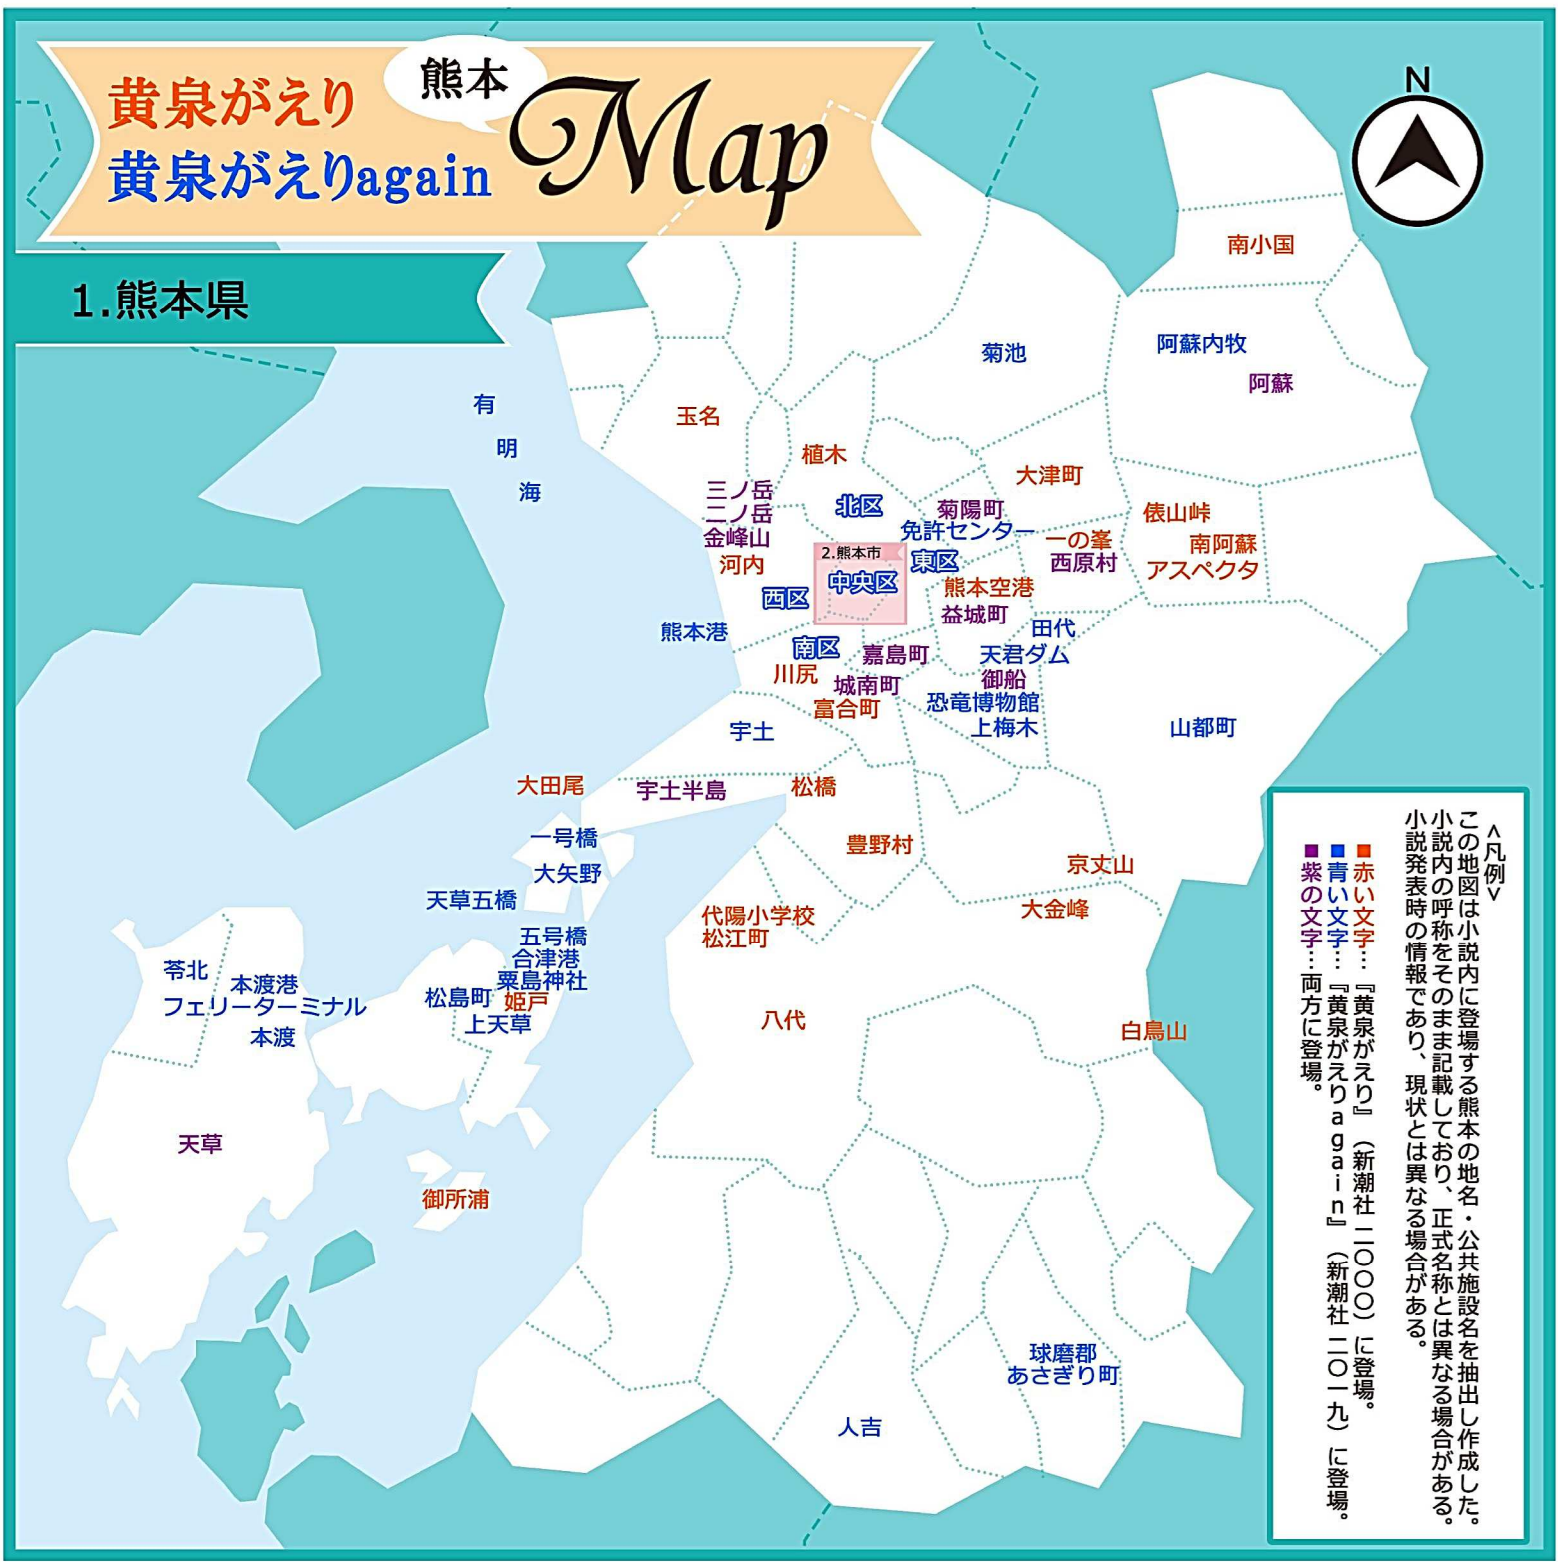 黄泉がえり
黄泉がえりagain
熊本
Map
N
1.熊本県
南小国
阿蘇内牧
阿蘇
菊池
有明海
玉名
植木
大津町
三ノ岳
二ノ岳
金峰山
河内
北区
菊陽町
免許センター
東区
俵山峠
南阿蘇
アスペクタ
一の峯
西原村
2.熊本市
中央区
西区
熊本空港
益城町
熊本港
南区
田代
天君ダム
嘉島町
川尻
城南町
御船
富合町
恐竜博物館
上梅木
宇土
山都町
大田尾
宇土半島
松橋
一号橋
大矢野
豊野村
京丈山
天草五橋
代陽小学校
松江町
大金峰
五号橋
合津港
粟島神社
苓北
本渡港
フェリーターミナル
本渡
松島町
姫戸
上天草
八代
白鳥山
天草
御所浦
球磨郡
あさぎり町
人吉
<凡例>
この地図は小説内に登場する熊本の地名・公共施設名を抽出し作成した。
小説内の呼称をそのまま記載しており、正式名称とは異なる場合がある。
小説発表時の情報であり、現状とは異なる場合がある。
■赤い文字…『黄泉がえり』（新潮社 二〇〇〇）に登場。
■青い文字…『黄泉がえりagain』（新潮社 二〇一九）に登場。
■紫の文字…両方に登場。